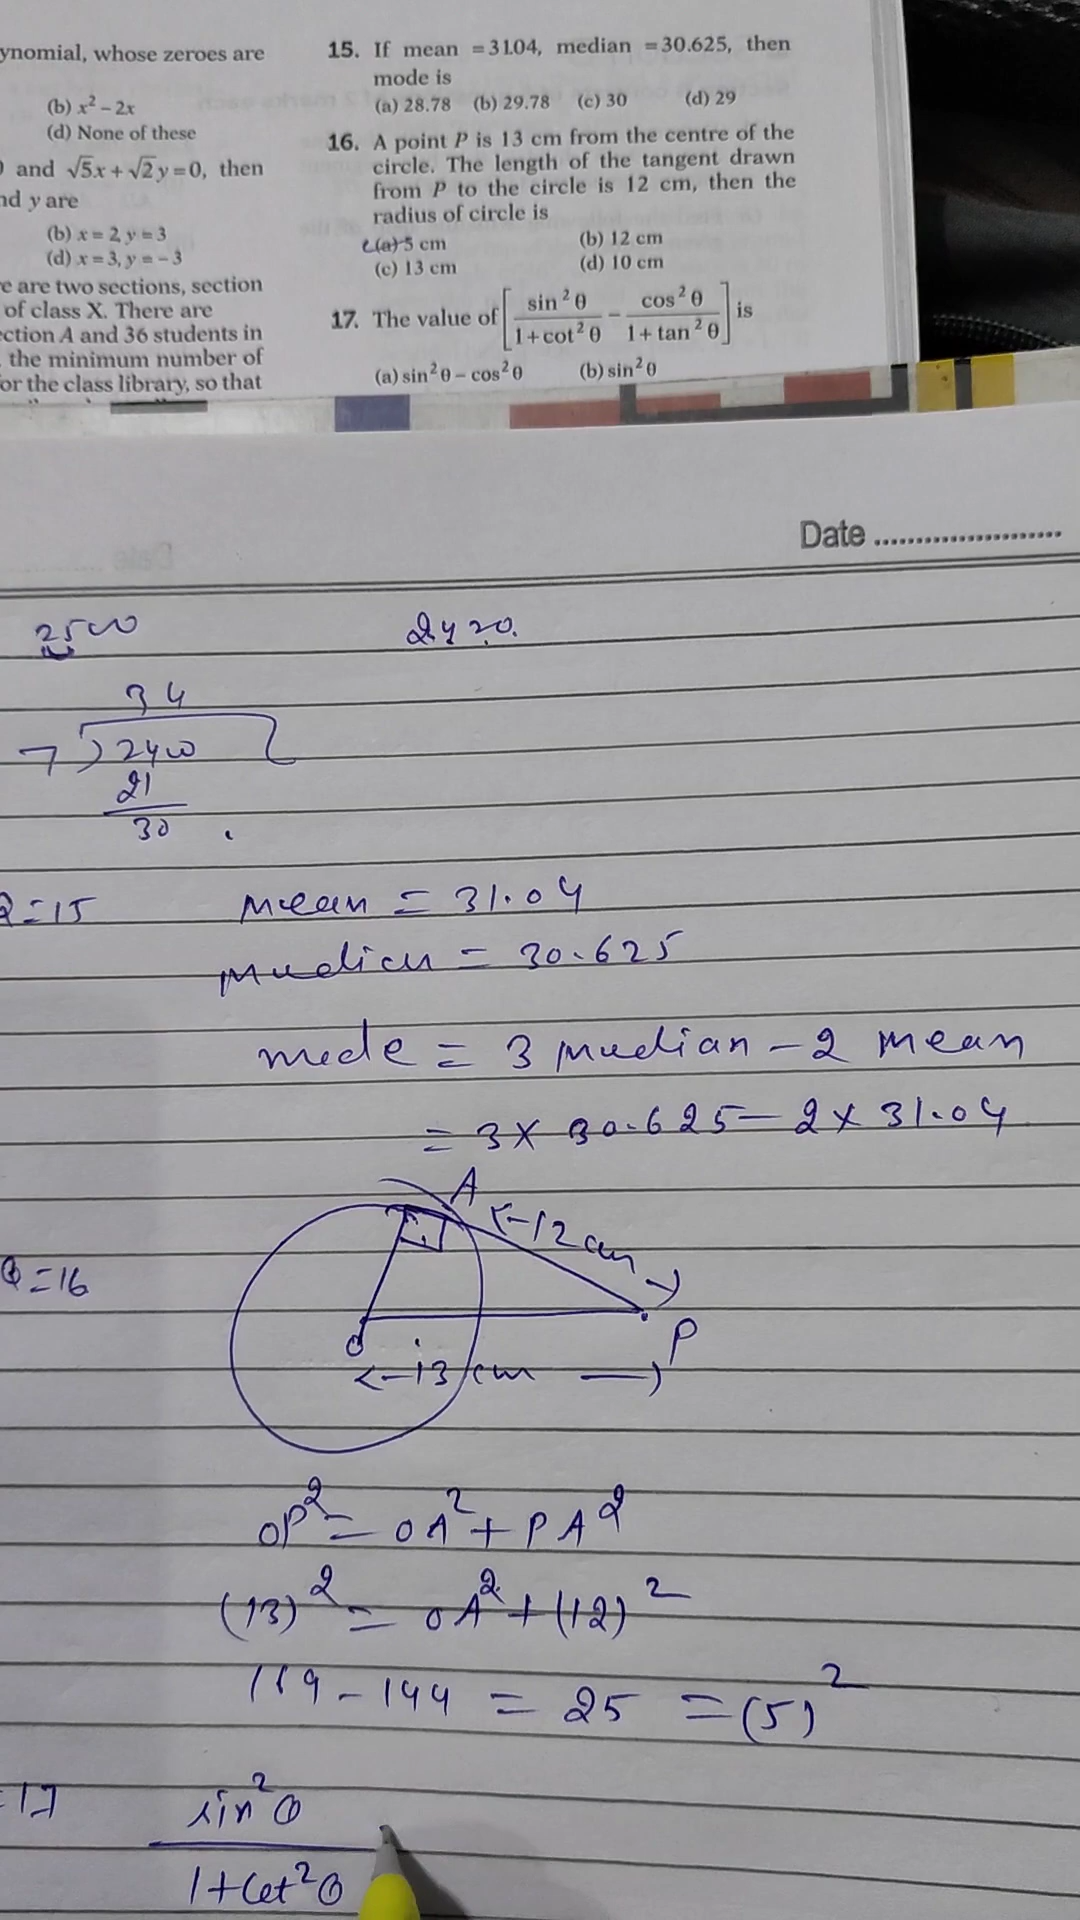 ynomial, whose zeroes are
(b) x² – 2x
(d) None of these
and √5x + √2y = 0, then
nd y are
(b) x = 2, y = 3
(d) x = 3, y = – 3
e are two sections, section
of class X. There are
ection A and 36 students in
the minimum number of
or the class library, so that
15. If mean = 31.04, median = 30.625, then
mode is
(a) 28.78 (b) 29.78 (c) 30 (d) 29
16. A point P is 13 cm from the centre of the
circle. The length of the tangent drawn
from P to the circle is 12 cm, then the
radius of circle is
(a) 5 cm (b) 12 cm
(c) 13 cm (d) 10 cm
17. The value of [sin²θ / (1 + cot²θ) – cos²θ / (1 + tan²θ)] is
(a) sin²θ – cos²θ (b) sin²θ
Date
2500 2420.
34
7 ) 2400
21
30
Q=15 mean = 31.04
median = 30.625
mode = 3 median – 2 mean
= 3 × 30.625 – 2 × 31.04
A
12 cm
Q=16
O
P
13 cm
OP² = OA² + PA²
(13)² = OA² + (12)²
169 – 144 = 25 = (5)²
=17 sin²θ
1+cot²θ